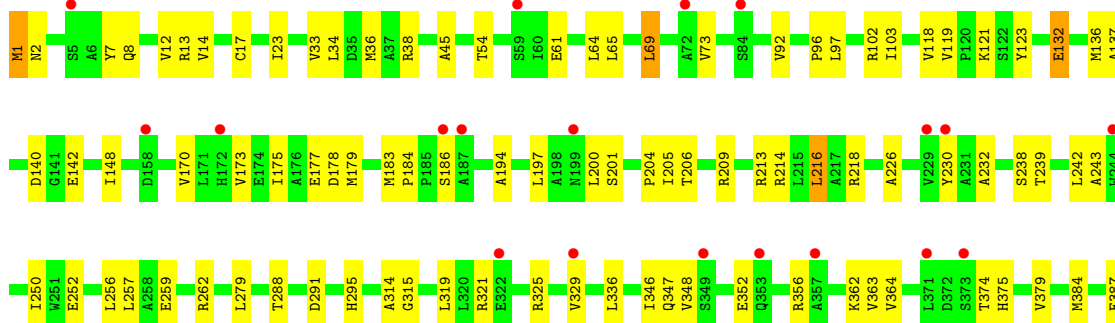 M1 N2 S5 A6 Y7 Q8 V12 R13 V14 C17 I23 V33 L34 D35 M36 A37 R38 A45 T54 S59 I60 E61 L64 L65 L69 A72 V73 S84 V92 P96 L97 R102 I103 V118 V119 P120 K121 S122 Y123 E132 M136 A137
D140 G141 E142 I148 D158 V170 L171 H172 V173 E174 I175 A176 E177 D178 M179 M183 P184 P185 S186 A187 A194 L197 A198 N199 L200 S201 P204 I205 T206 R209 R213 R214 L215 L216 A217 R218 A226 V229 Y230 A231 A232 S238 T239 L242 A243 H244
I250 W251 E252 L256 L257 A258 E259 R262 L279 T288 D291 H295 A314 G315 L319 L320 R321 E322 R325 V329 L336 I346 Q347 V348 S349 E352 Q353 R356 A357 K362 V363 V364 L371 D372 S373 T374 H375 V379 M384